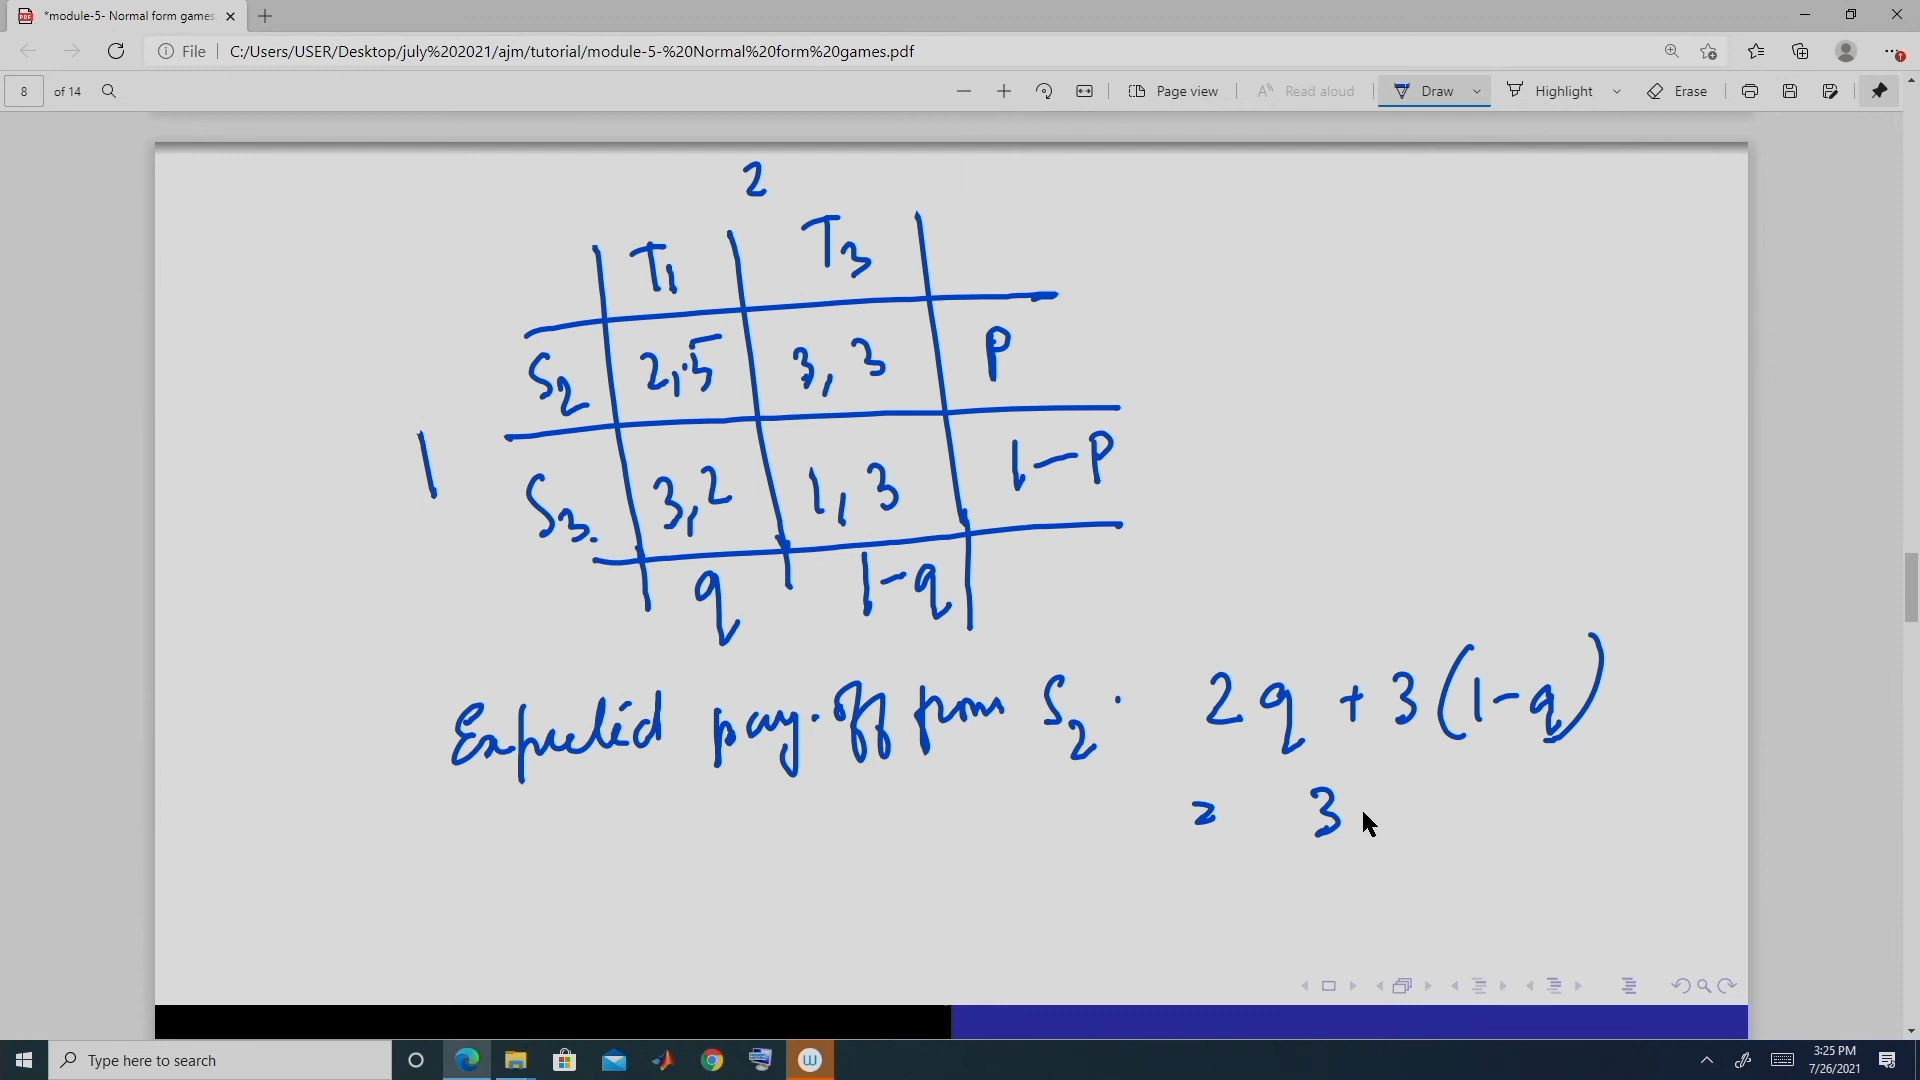 *module-5- Normal form games
File C:/Users/USER/Desktop/july%202021/ajm/tutorial/module-5-%20Normal%20form%20games.pdf
8 of 14 Page view Read aloud Draw Highlight Erase
2
T1 T3
S2 2,5 3, 3 P
1
S3. 3,2 1, 3 1-P
q 1-q
Expected pay-off from S2. 2q + 3(1-q)
= 3
Type here to search
3:25 PM
7/26/2021